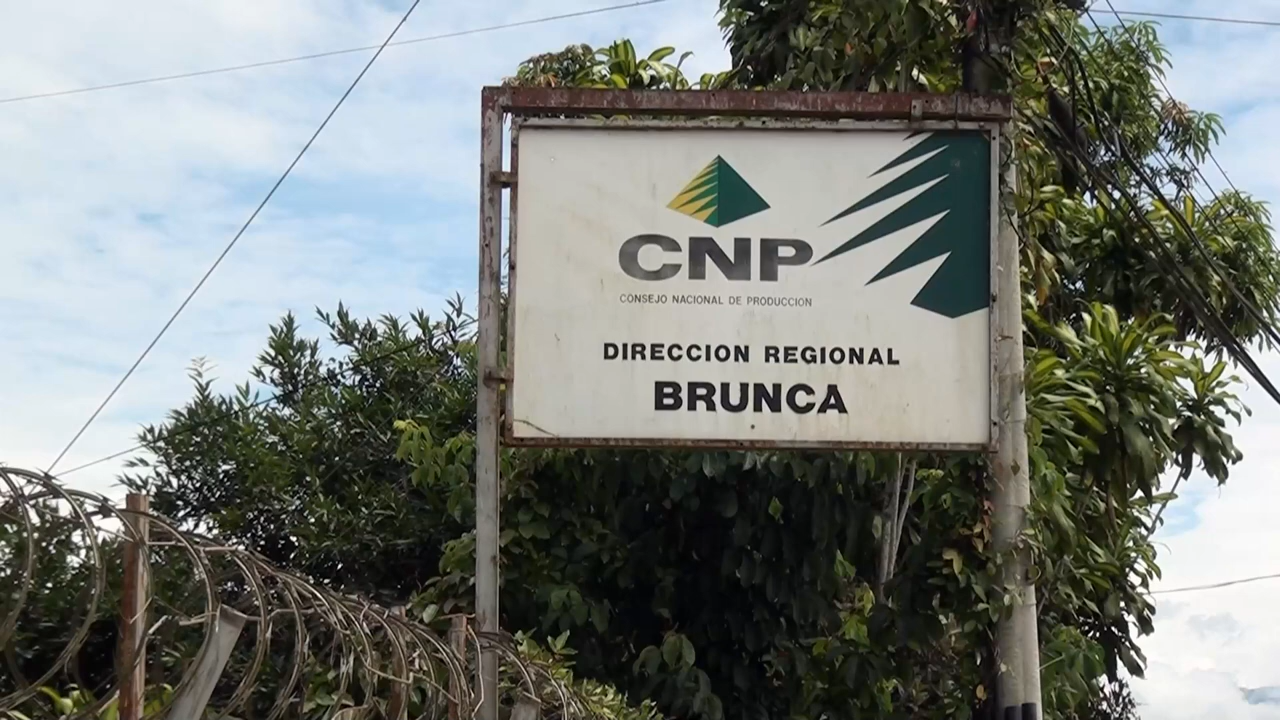 CNP
CONSEJO NACIONAL DE PRODUCCION
DIRECCION REGIONAL
BRUNCA